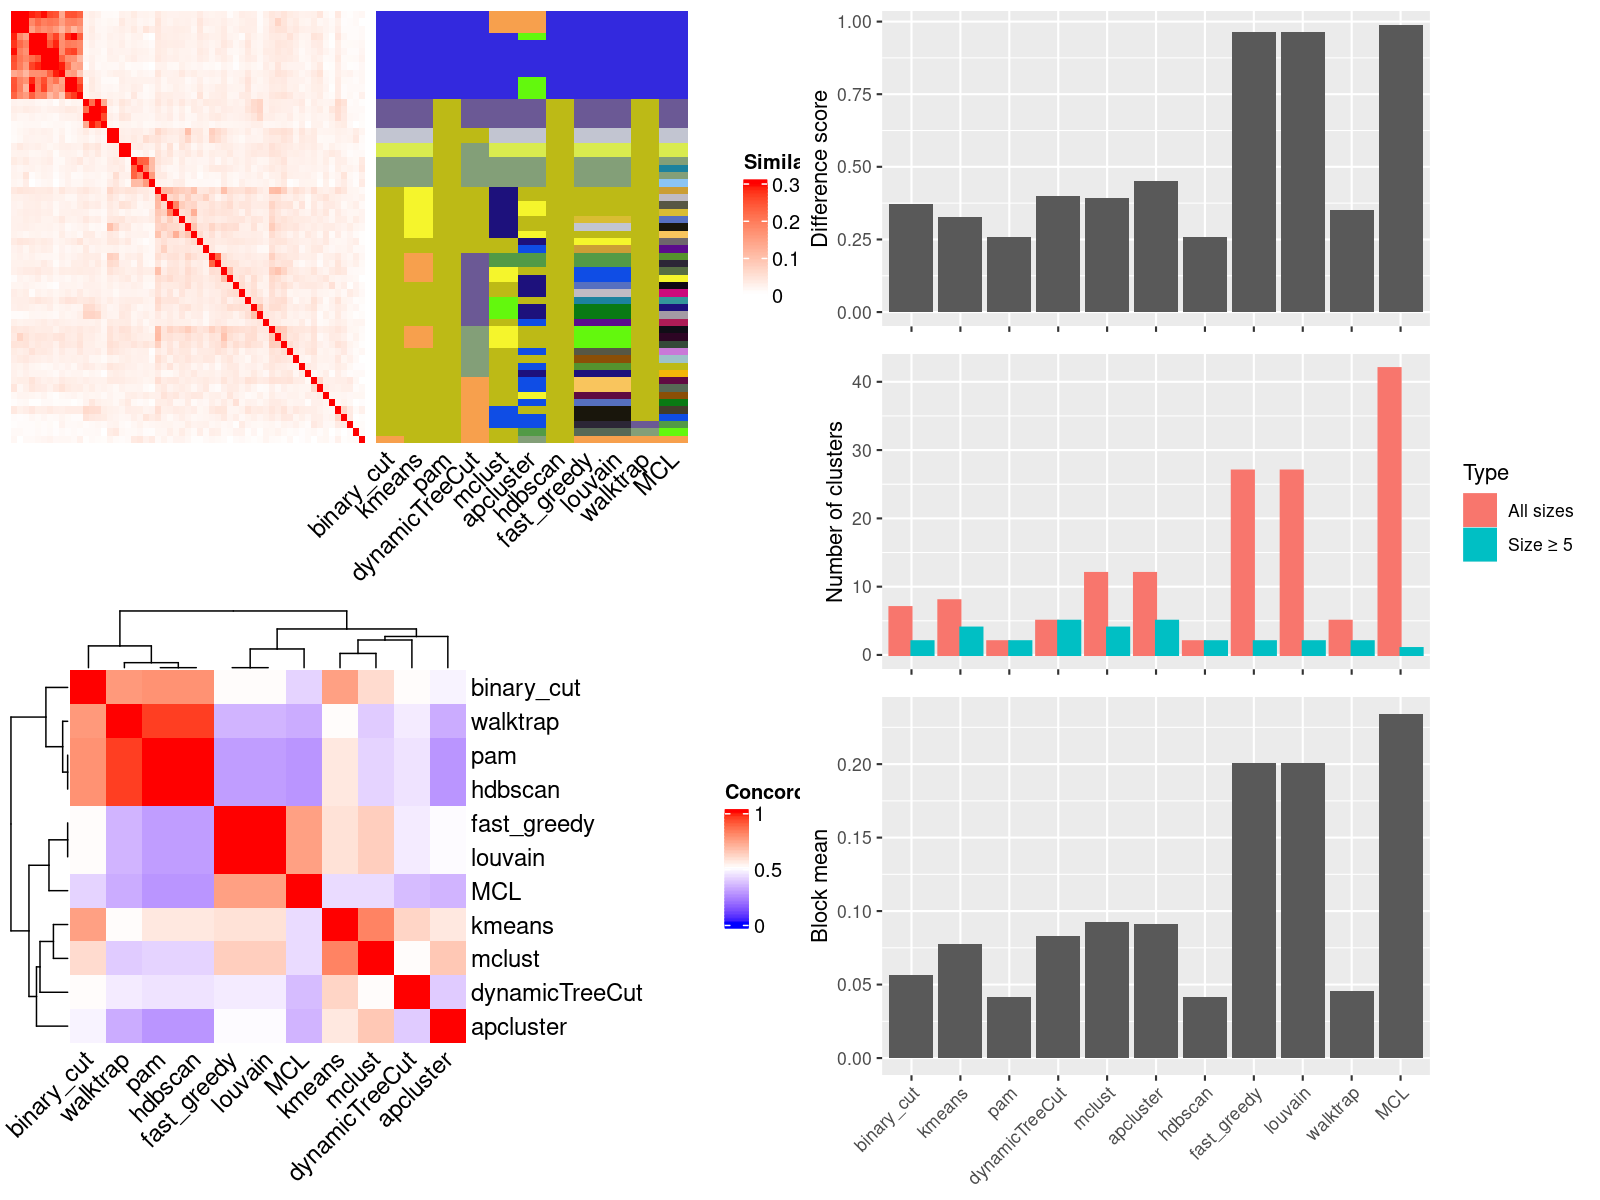 Simila
0.3
0.2
0.1
0
binary_cut
kmeans
pam
dynamicTreeCut
mclust
apcluster
hdbscan
fast_greedy
louvain
walktrap
MCL
Difference score
1.00
0.75
0.50
0.25
0.00
Number of clusters
40
30
20
10
0
Type
All sizes
Size ≥ 5
binary_cut
walktrap
pam
hdbscan
fast_greedy
louvain
MCL
kmeans
mclust
dynamicTreeCut
apcluster
binary_cut
walktrap
pam
hdbscan
fast_greedy
louvain
MCL
kmeans
mclust
dynamicTreeCut
apcluster
Concord
1
0.5
0
Block mean
0.20
0.15
0.10
0.05
0.00
binary_cut
kmeans
pam
dynamicTreeCut
mclust
apcluster
hdbscan
fast_greedy
louvain
walktrap
MCL